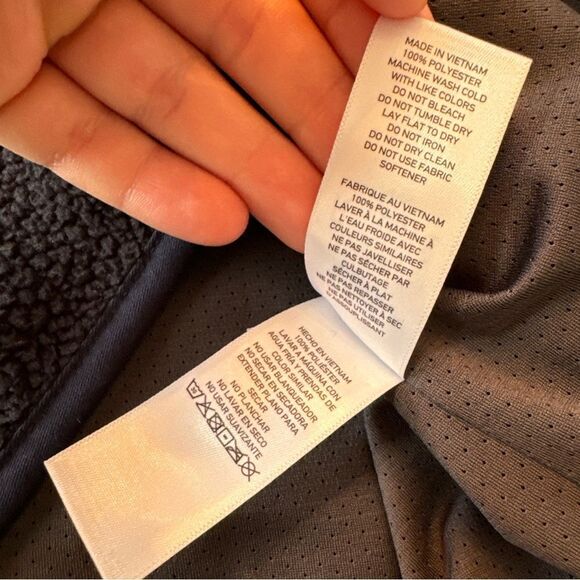 MADE IN VIETNAM
100% POLYESTER
MACHINE WASH COLD
WITH LIKE COLORS
DO NOT BLEACH
DO NOT TUMBLE DRY
LAY FLAT TO DRY
DO NOT IRON
DO NOT DRY CLEAN
DO NOT USE FABRIC
SOFTENER
FABRIQUE AU VIETNAM
100% POLYESTER
LAVER À LA MACHINE À
L'EAU FROIDE AVEC
COULEURS SIMILAIRES
NE PAS JAVELLISER
NE PAS SÉCHER PAR
CULBUTAGE
SÉCHER À PLAT
NE PAS REPASSER
NE PAS NETTOYER À SEC
NE PAS UTILISER
D'ASSOUPLISSANT
HECHO EN VIETNAM
100% POLIÉSTER
LAVAR A MAQUINA CON
AGUA FRÍA Y PRENDAS DE
COLOR SIMILAR
NO USAR BLANQUEADOR
NO SECAR EN SECADORA
EXTENDER PLANO PARA
SECAR
NO PLANCHAR
NO LAVAR EN SECO
NO USAR SUAVIZANTE